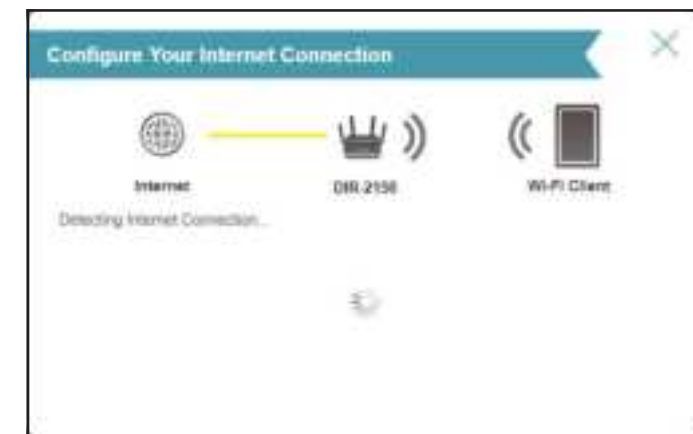 Configure Your Internet Connection
Internet
DIR-2150
Wi-Fi Client
Detecting Internet Connection...